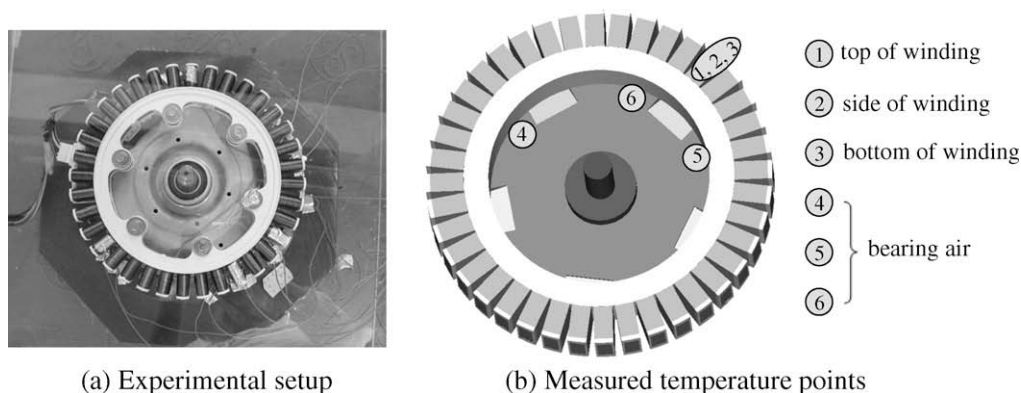 1, 2, 3
6
4
5
1 top of winding
2 side of winding
3 bottom of winding
4
5 bearing air
6
(a) Experimental setup
(b) Measured temperature points